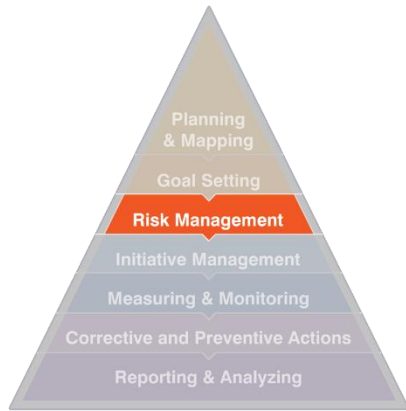 Planning
& Mapping
Goal Setting
Risk Management
Initiative Management
Measuring & Monitoring
Corrective and Preventive Actions
Reporting & Analyzing